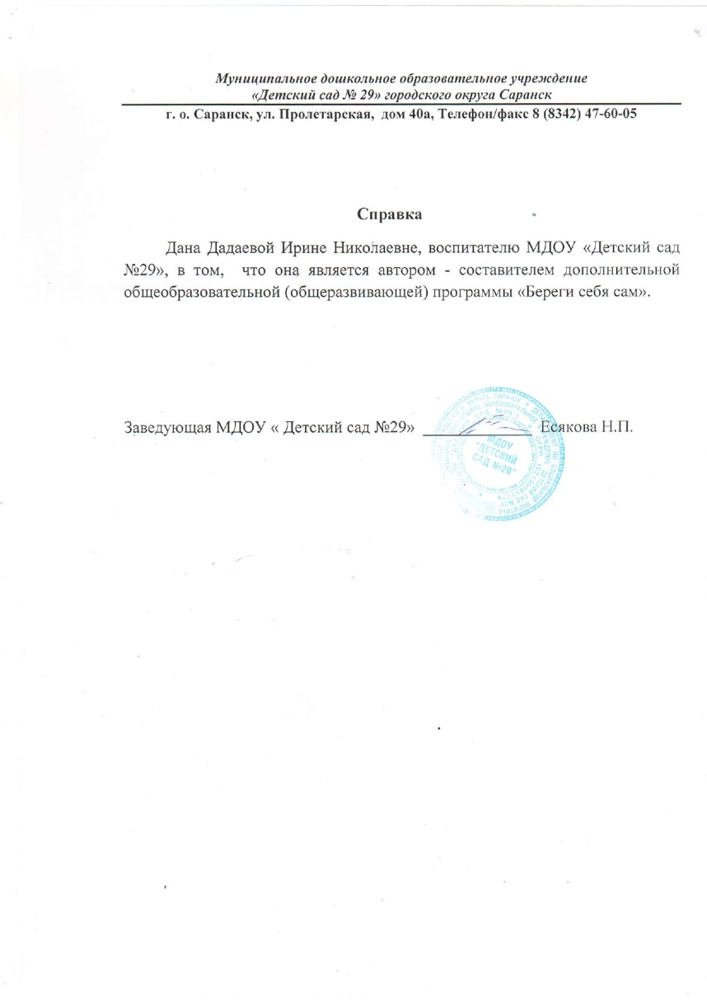 Муниципальное дошкольное образовательное учреждение
«Детский сад № 29» городского округа Саранск
г. о. Саранск, ул. Пролетарская, дом 40а, Телефон/факс 8 (8342) 47-60-05
Справка
Дана Дадаевой Ирине Николаевне, воспитателю МДОУ «Детский сад
№29», в том, что она является автором - составителем дополнительной
общеобразовательной (общеразвивающей) программы «Береги себя сам».
Заведующая МДОУ « Детский сад №29» Есякова Н.П.
МДОУ
"ДЕТСКИЙ
САД №29"